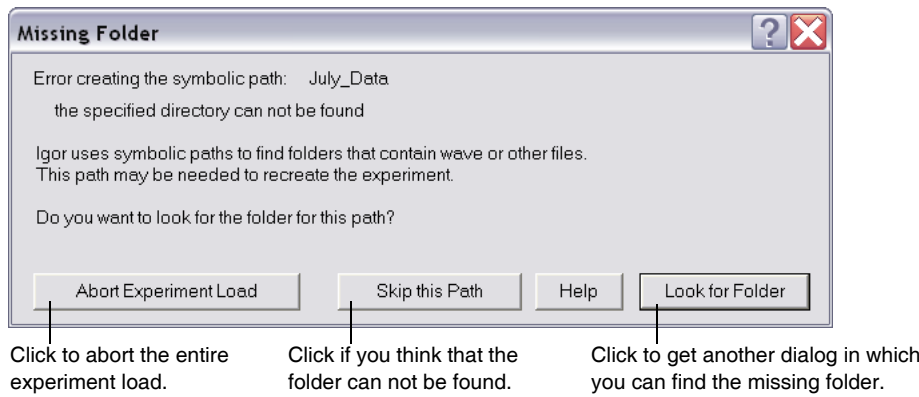 Missing Folder
Error creating the symbolic path: July_Data
the specified directory can not be found
Igor uses symbolic paths to find folders that contain wave or other files.
This path may be needed to recreate the experiment.
Do you want to look for the folder for this path?
Abort Experiment Load Skip this Path Help Look for Folder
Click to abort the entire
experiment load.
Click if you think that the
folder can not be found.
Click to get another dialog in which
you can find the missing folder.